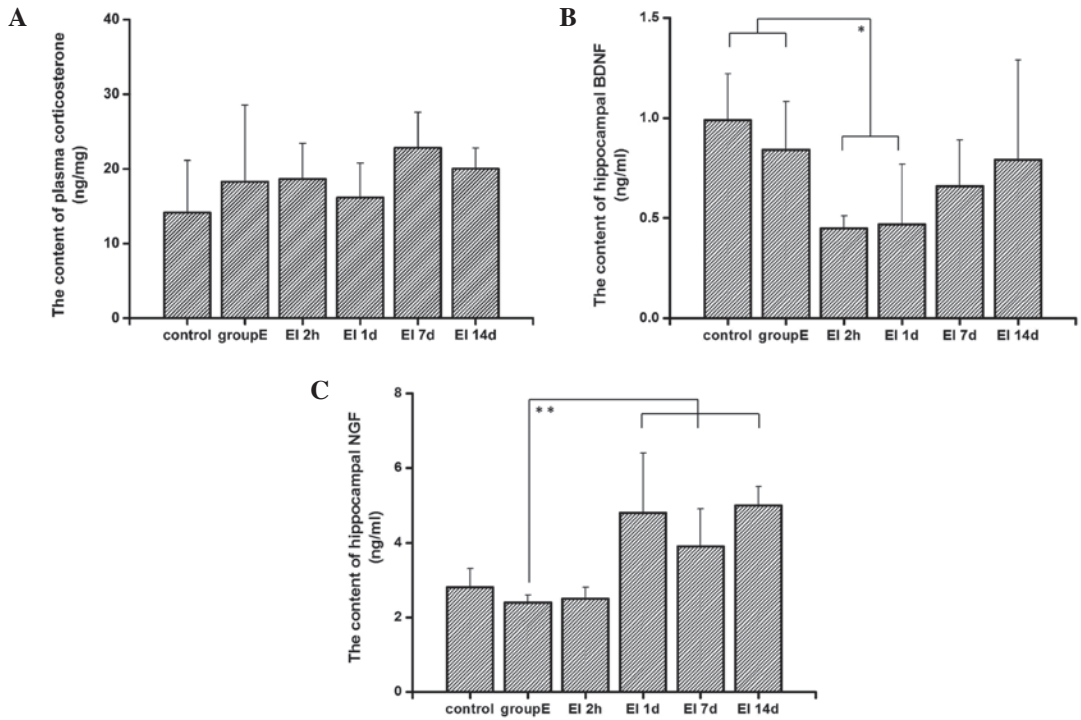 A
The content of plasma corticosterone
(ng/mg)
40
30
20
10
0
control groupE EI 2h EI 1d EI 7d EI 14d
B
The content of hippocampal BDNF
(ng/ml)
1.5
1.0
0.5
0.0
*
control groupE EI 2h EI 1d EI 7d EI 14d
C
The content of hippocampal NGF
(ng/ml)
8
6
4
2
0
**
control groupE EI 2h EI 1d EI 7d EI 14d